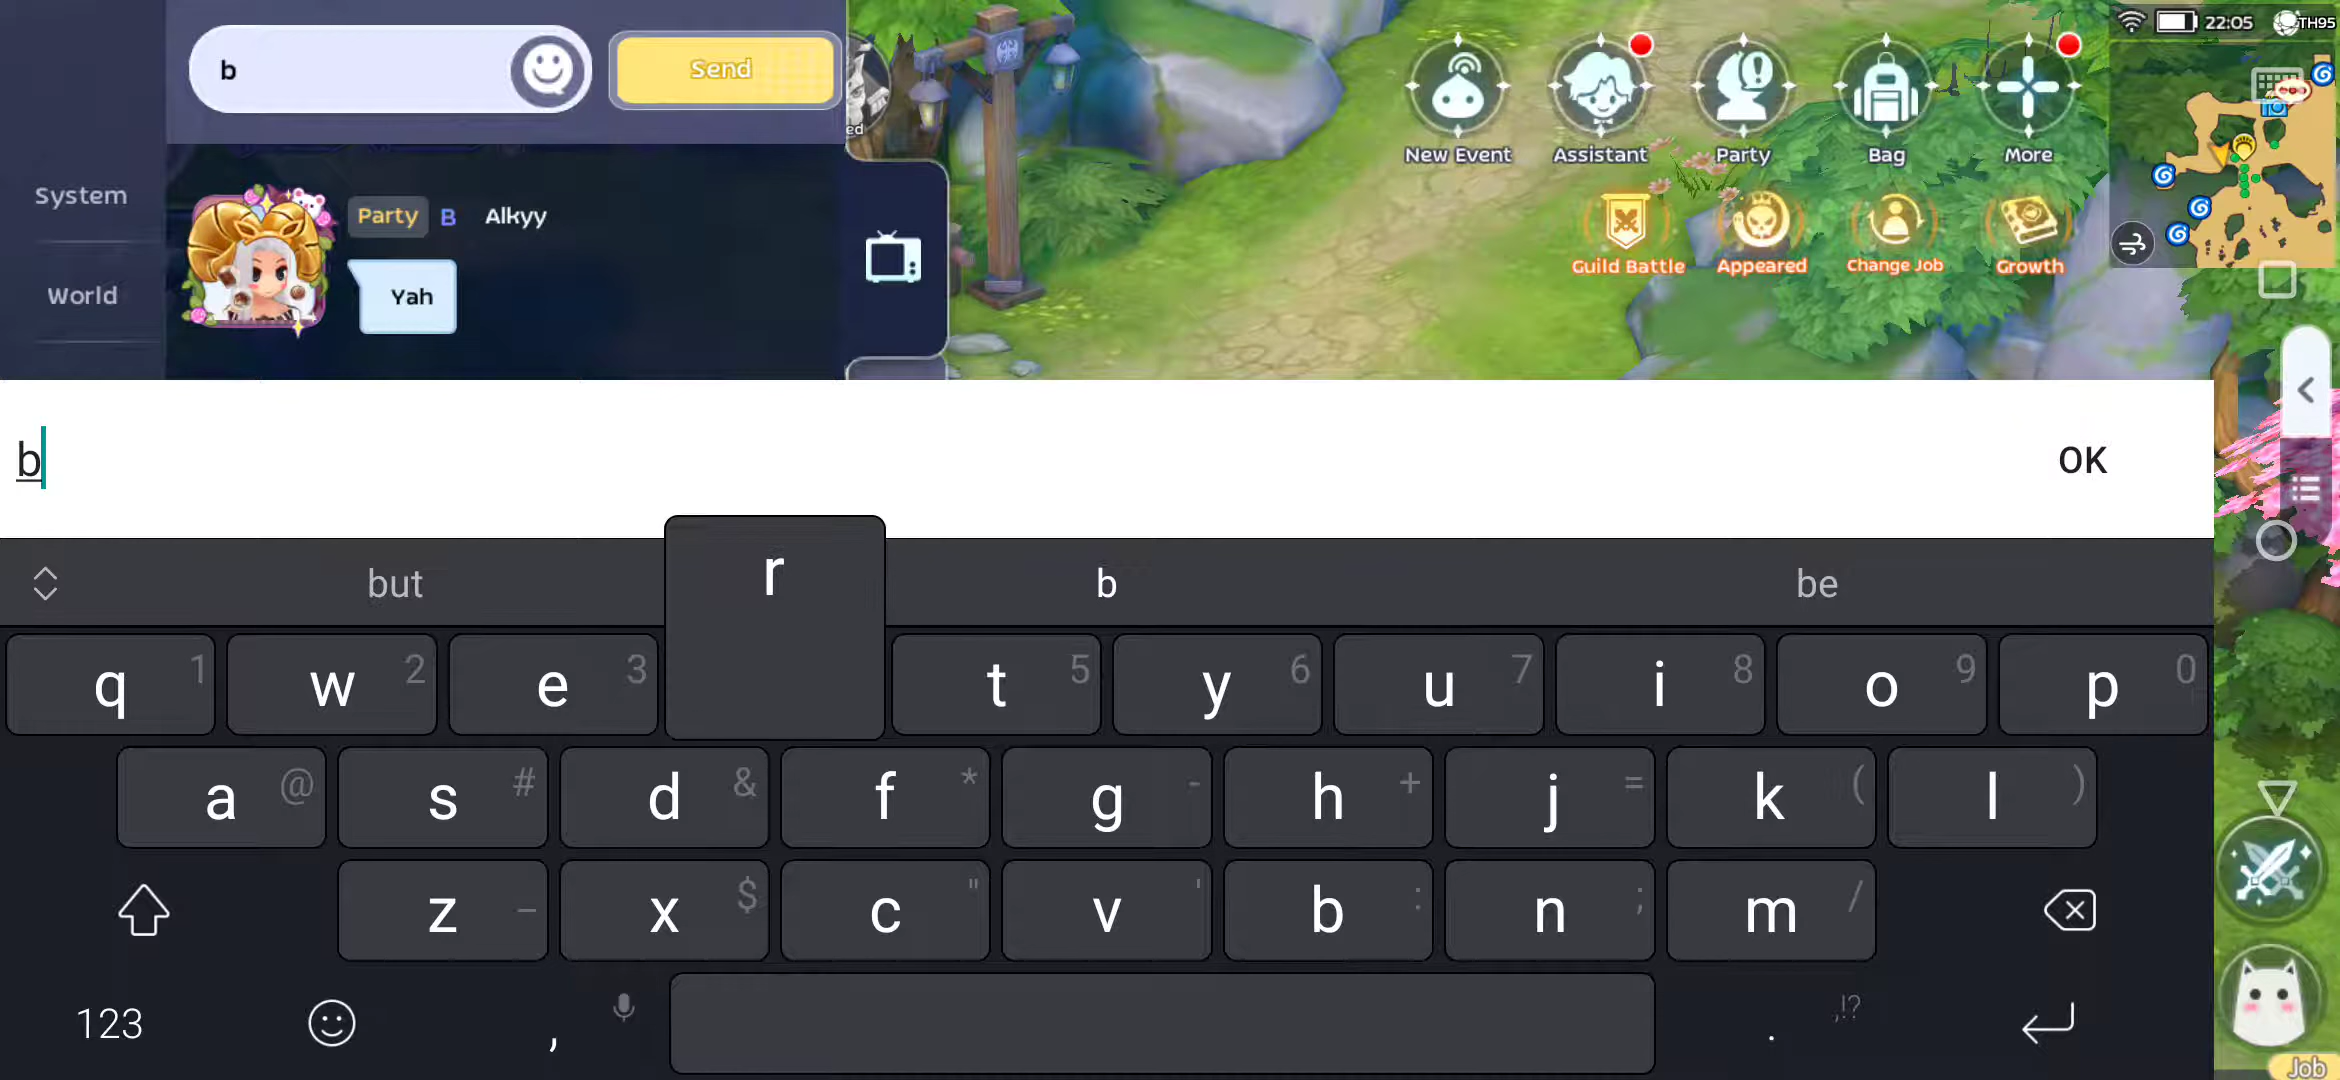 b
Send
ed
System
World
Party B Alkyy
Yah
New Event
Assistant
Party
Bag
More
22:05
TH95
Guild Battle
Appeared
Change Job
Growth
b
OK
but
r
b
be
q 1 w 2 e 3 t 5 y 6 u 7 i 8 o 9 p 0
a @ s # d & f * g - h + j = k ( l )
z _ x $ c " v ' b : n ; m /
123 , . ,!?
Job